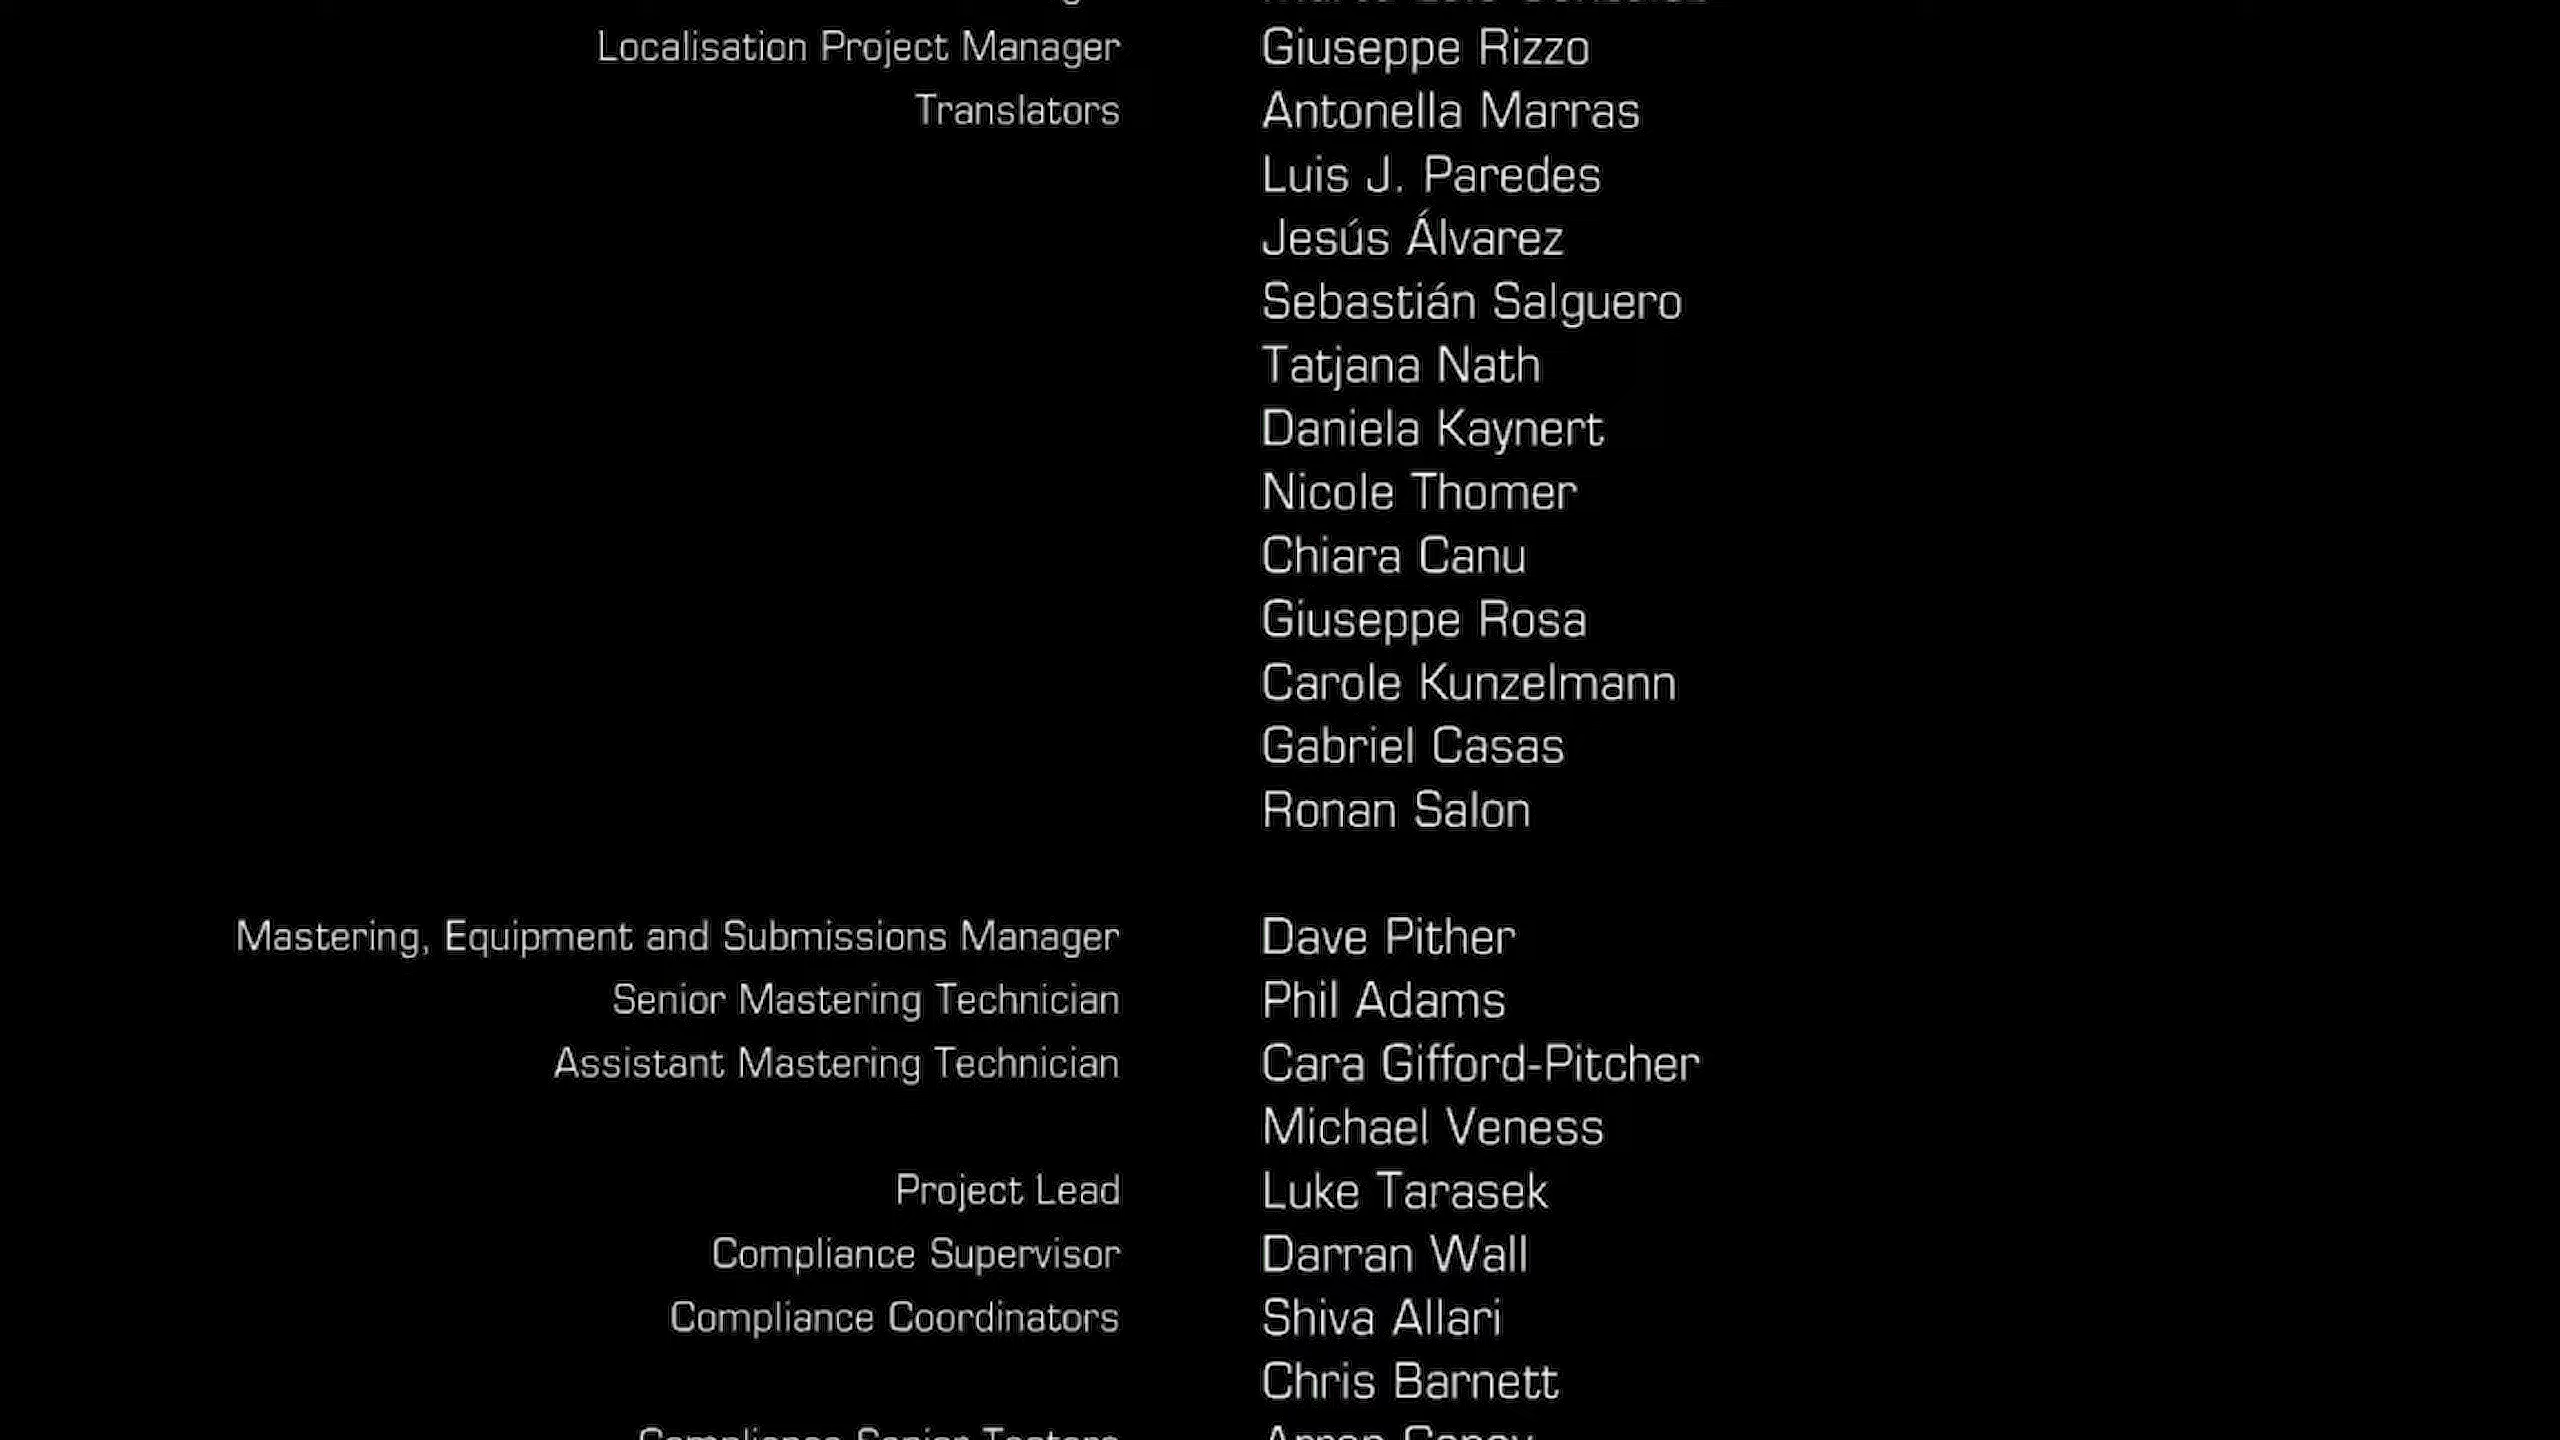 Localisation Project Manager Giuseppe Rizzo
Translators Antonella Marras
Luis J. Paredes
Jesús Álvarez
Sebastián Salguero
Tatjana Nath
Daniela Kaynert
Nicole Thomer
Chiara Canu
Giuseppe Rosa
Carole Kunzelmann
Gabriel Casas
Ronan Salon
Mastering, Equipment and Submissions Manager Dave Pither
Senior Mastering Technician Phil Adams
Assistant Mastering Technician Cara Gifford-Pitcher
Michael Veness
Project Lead Luke Tarasek
Compliance Supervisor Darran Wall
Compliance Coordinators Shiva Allari
Chris Barnett
Compliance Senior Testers